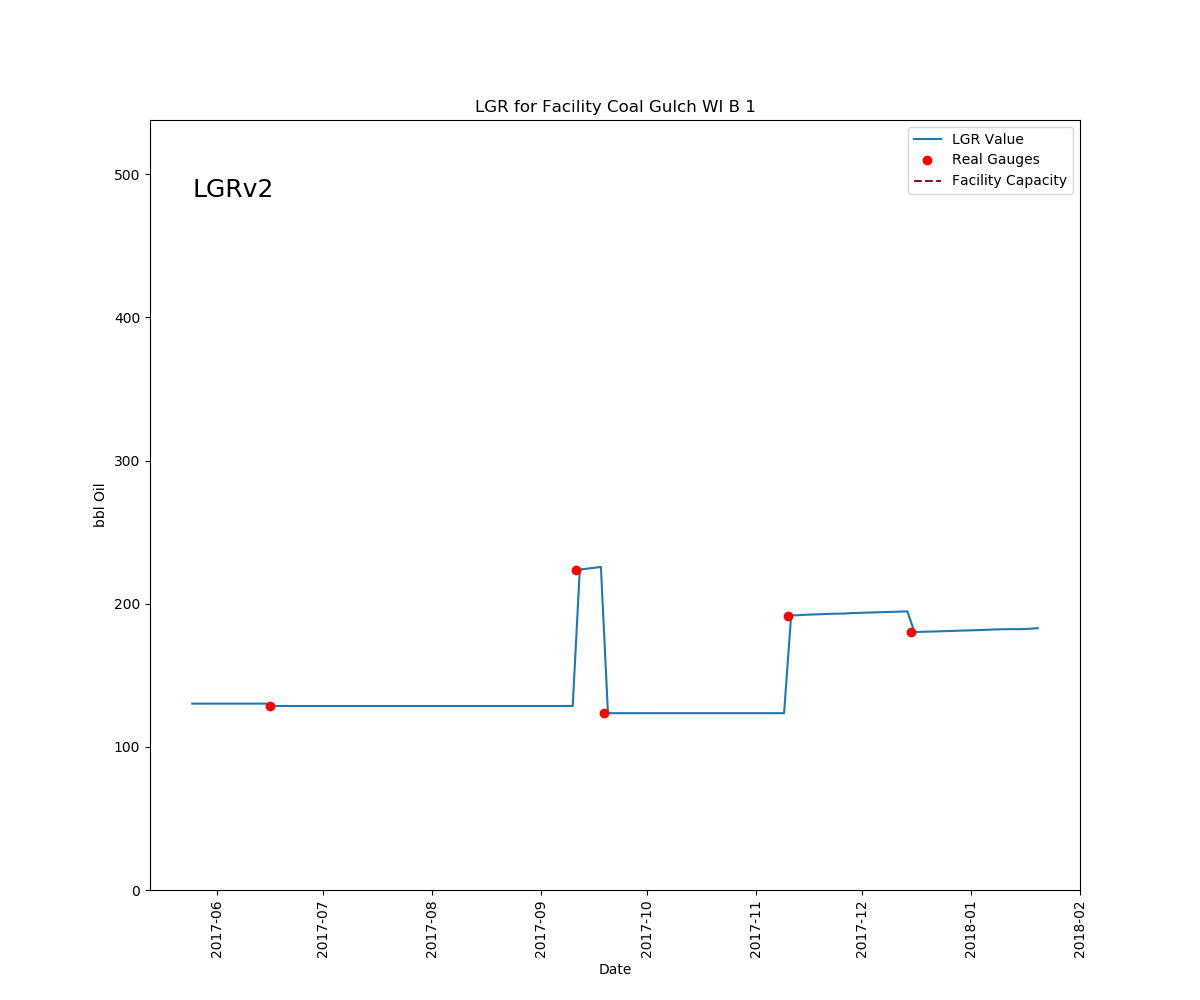 LGR for Facility Coal Gulch WI B 1
LGR Value
Real Gauges
Facility Capacity
LGRv2
500
400
300
200
100
0
bbl Oil
2017-06
2017-07
2017-08
2017-09
2017-10
2017-11
2017-12
2018-01
2018-02
Date